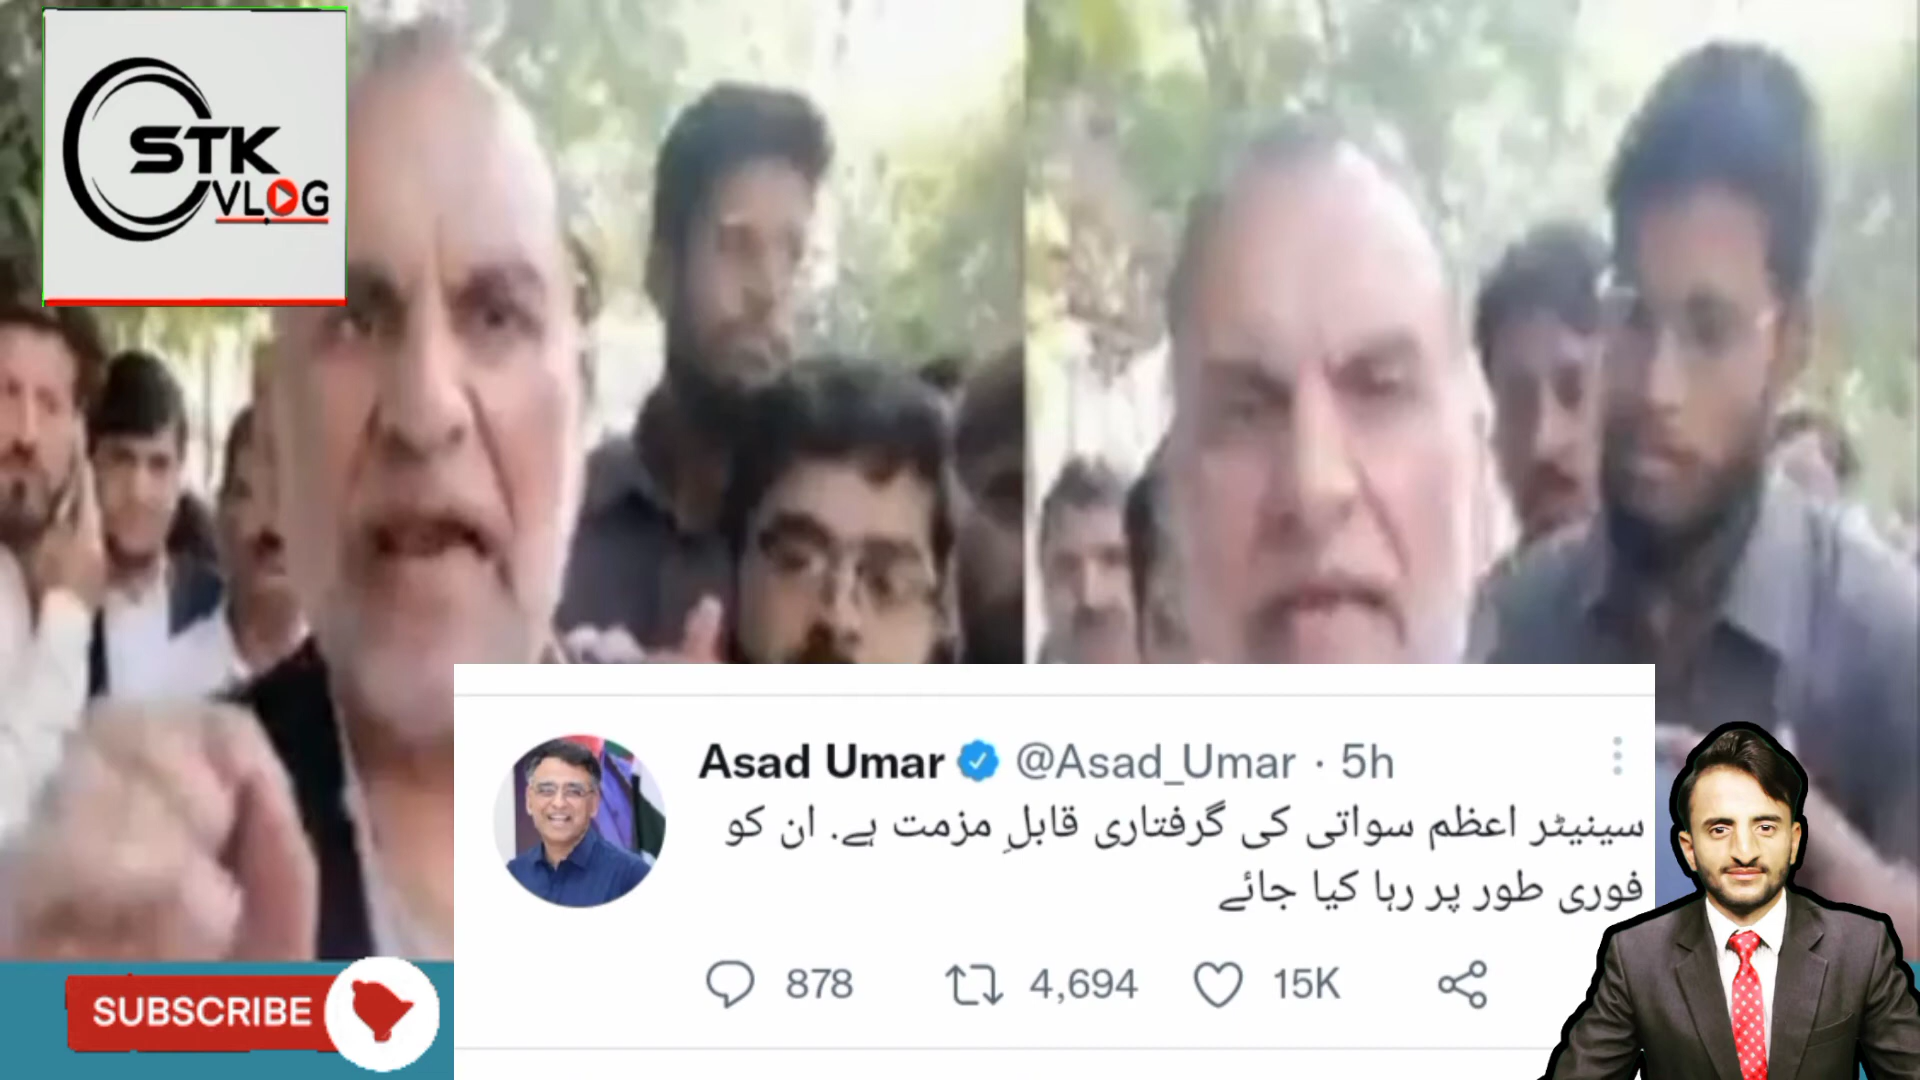 STK
VLOG
Asad Umar @Asad_Umar · 5h
سینیٹر اعظم سواتی کی گرفتاری قابلِ مزمت ہے. ان کو
فوری طور پر رہا کیا جائے
878 4,694 15K
SUBSCRIBE